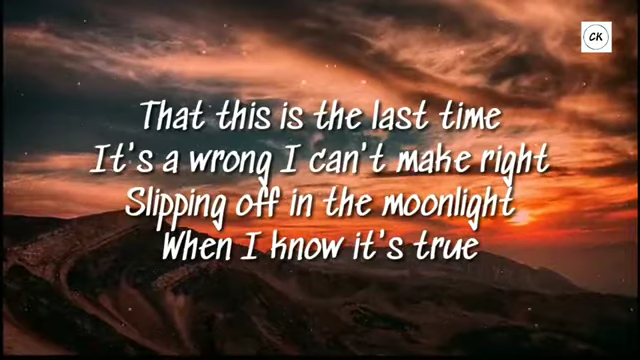 CK
That this is the last time
It's a wrong I can't make right
Slipping off in the moonlight
When I know it's true